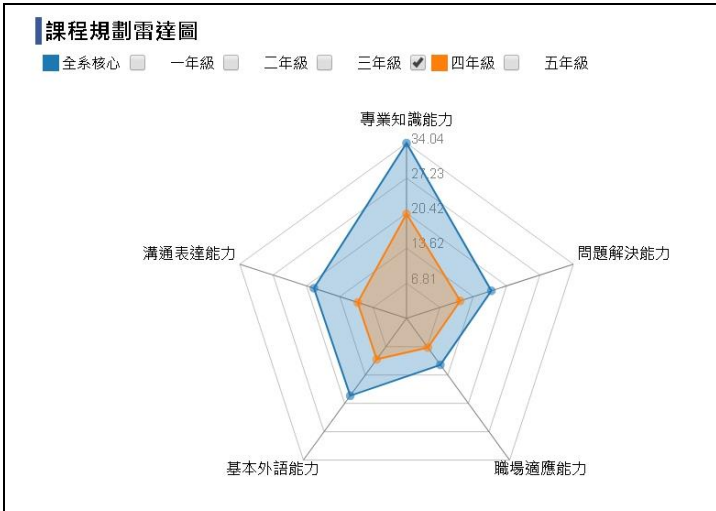 課程規劃雷達圖
全系核心 一年級 二年級 三年級 四年級 五年級
專業知識能力
34.04
27.23
20.42
溝通表達能力
問題解決能力
13.62
6.81
基本外語能力
職場適應能力